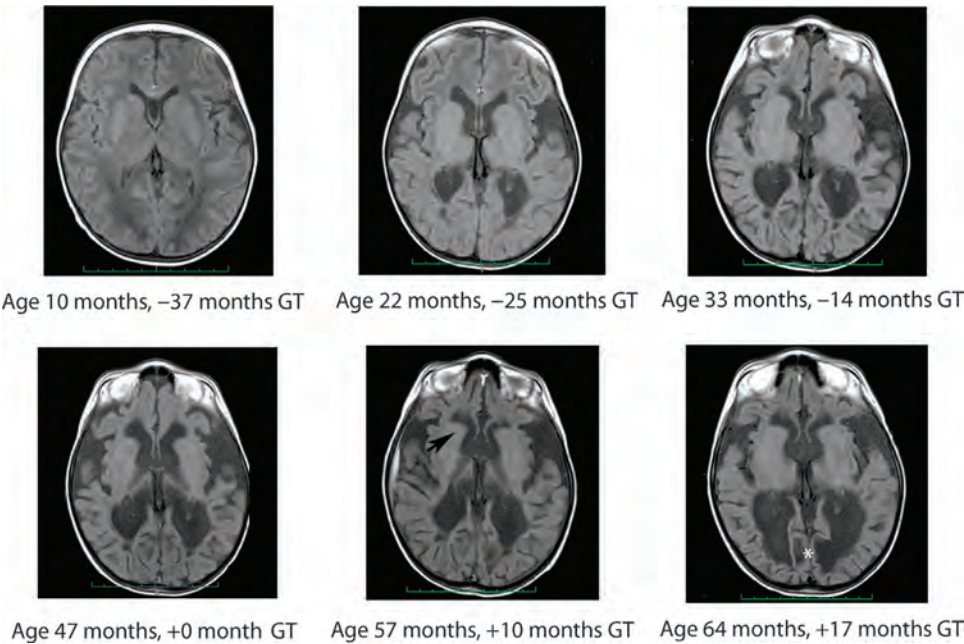 Age 10 months, −37 months GT
Age 22 months, −25 months GT
Age 33 months, −14 months GT
Age 47 months, +0 month GT
Age 57 months, +10 months GT
Age 64 months, +17 months GT
*